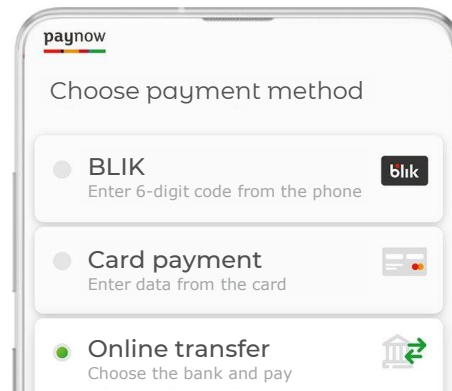 paynow
Choose payment method
BLIK
Enter 6-digit code from the phone
blik
Card payment
Enter data from the card
Online transfer
Choose the bank and pay